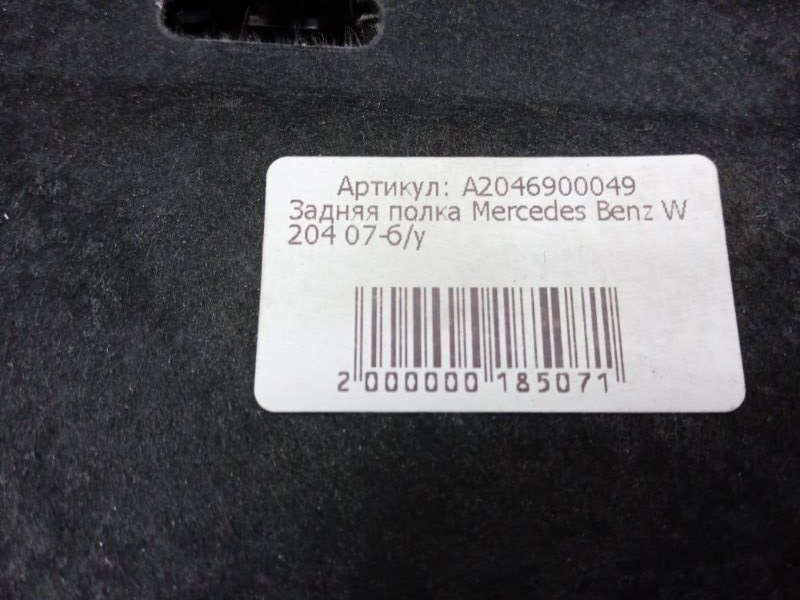 Артикул: A2046900049
Задняя полка Mercedes Benz W
204 07-б/у
2 000000 185071